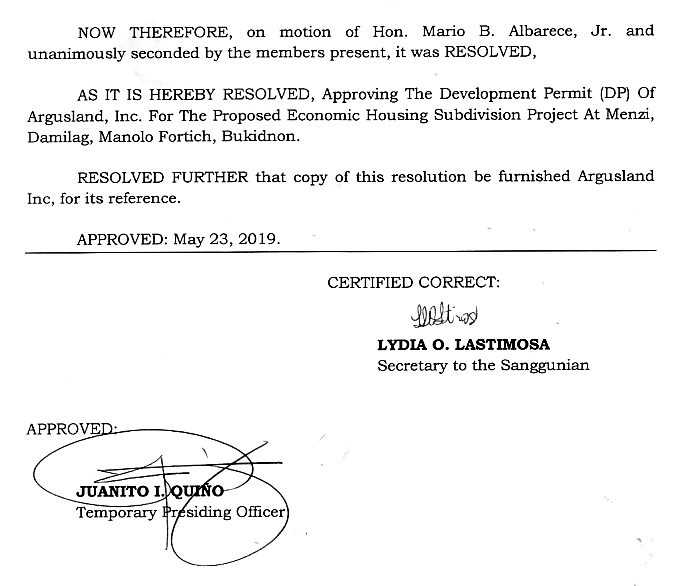 NOW THEREFORE, on motion of Hon. Mario B. Albarece, Jr. and
unanimously seconded by the members present, it was RESOLVED,
AS IT IS HEREBY RESOLVED, Approving The Development Permit (DP) Of
Argusland, Inc. For The Proposed Economic Housing Subdivision Project At Menzi,
Damilag, Manolo Fortich, Bukidnon.
RESOLVED FURTHER that copy of this resolution be furnished Argusland
Inc, for its reference.
APPROVED: May 23, 2019.
CERTIFIED CORRECT:
LYDIA O. LASTIMOSA
Secretary to the Sanggunian
APPROVED:
JUANITO I. QUIÑO
Temporary Presiding Officer